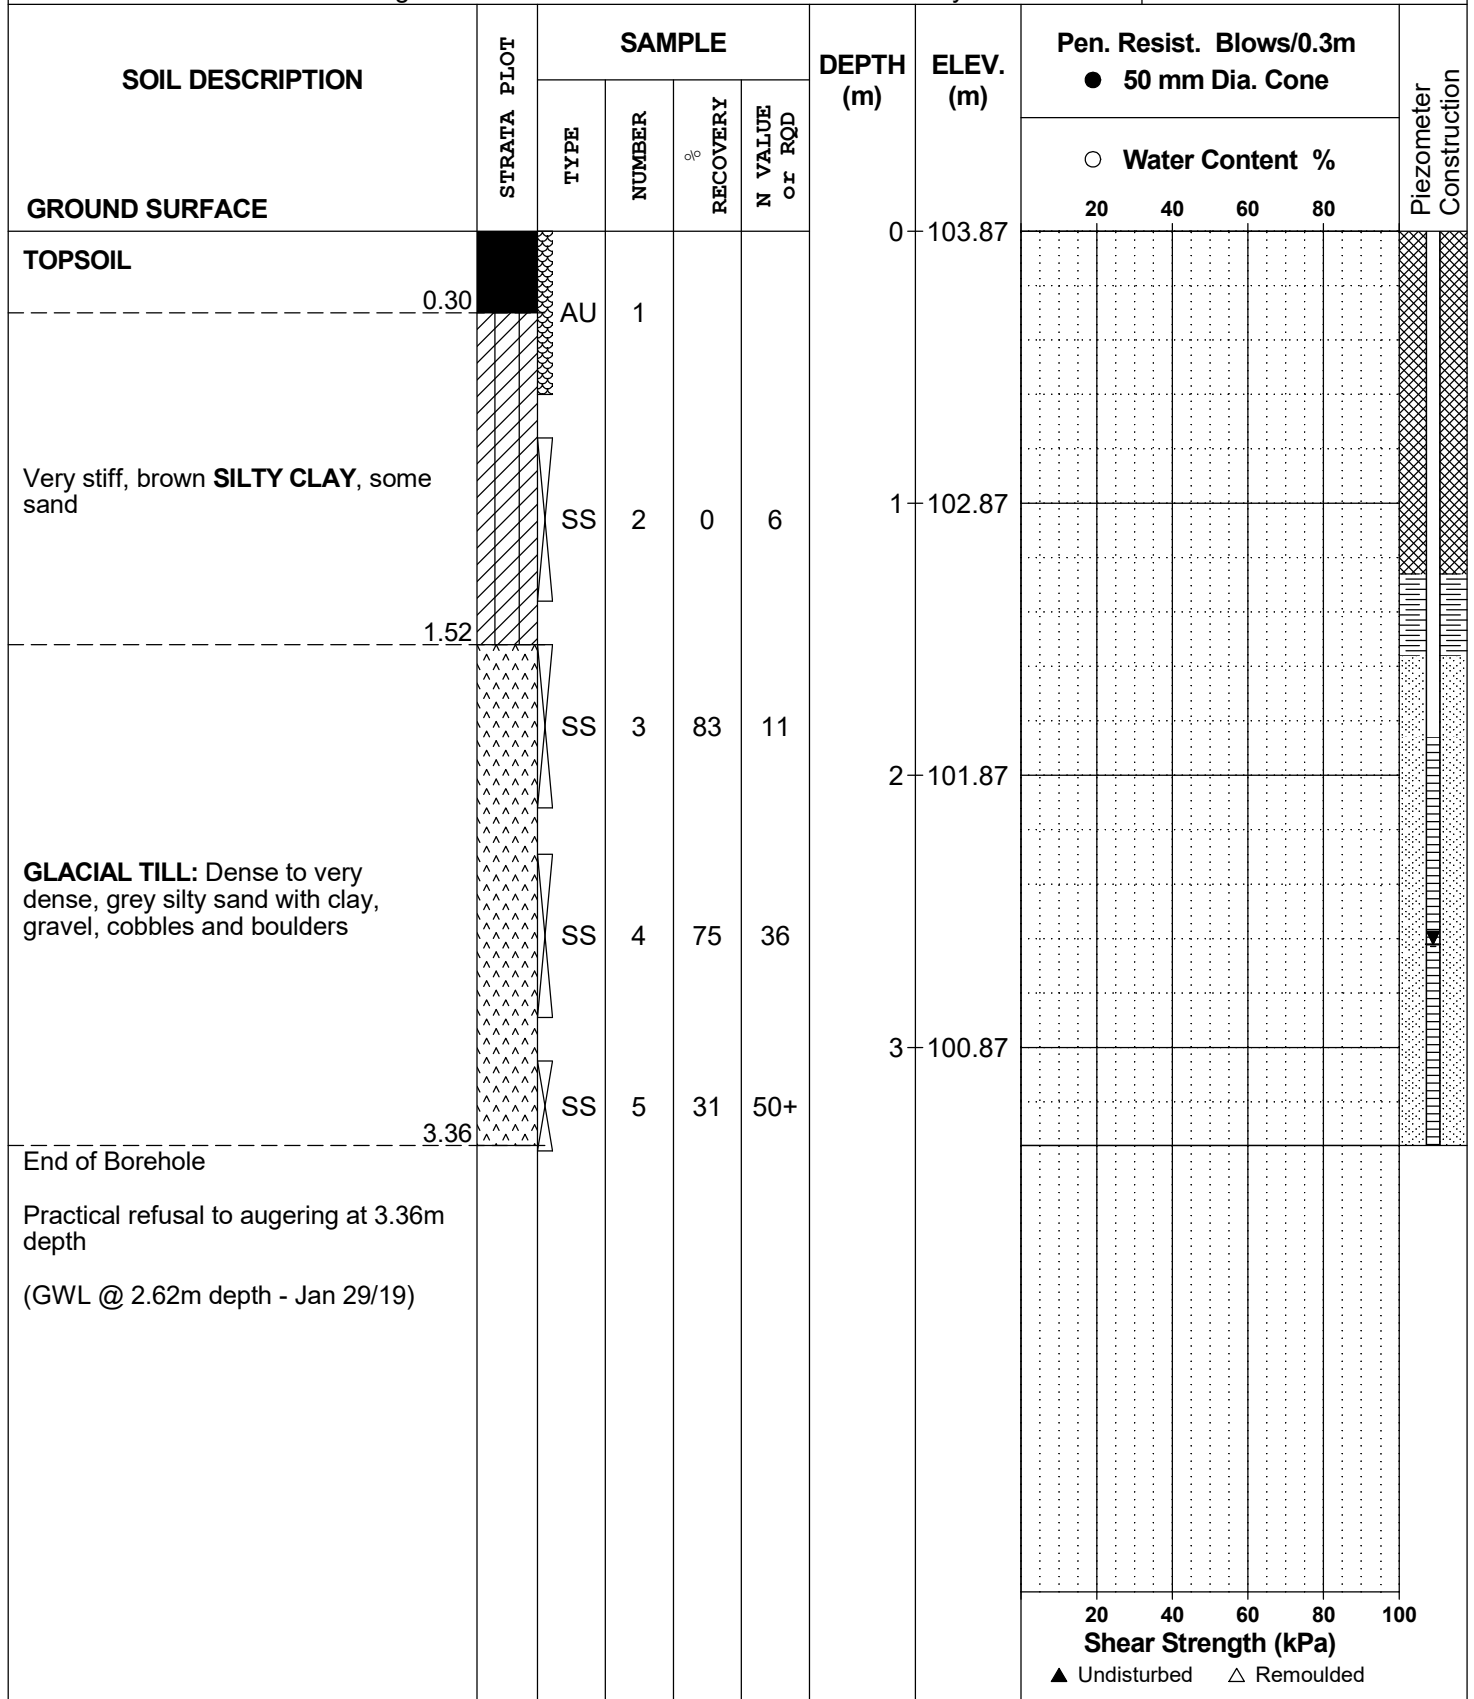 SOIL DESCRIPTION
GROUND SURFACE
STRATA PLOT
SAMPLE
TYPE
NUMBER
%
RECOVERY
N VALUE
or RQD
DEPTH
(m)
ELEV.
(m)
Pen. Resist. Blows/0.3m
● 50 mm Dia. Cone
○ Water Content %
20 40 60 80
Piezometer
Construction
0 103.87
TOPSOIL
0.30
AU 1
Very stiff, brown SILTY CLAY, some
sand
SS 2 0 6
1 102.87
1.52
SS 3 83 11
2 101.87
GLACIAL TILL: Dense to very
dense, grey silty sand with clay,
gravel, cobbles and boulders
SS 4 75 36
3 100.87
SS 5 31 50+
3.36
End of Borehole
Practical refusal to augering at 3.36m
depth
(GWL @ 2.62m depth - Jan 29/19)
20 40 60 80 100
Shear Strength (kPa)
▲ Undisturbed △ Remoulded